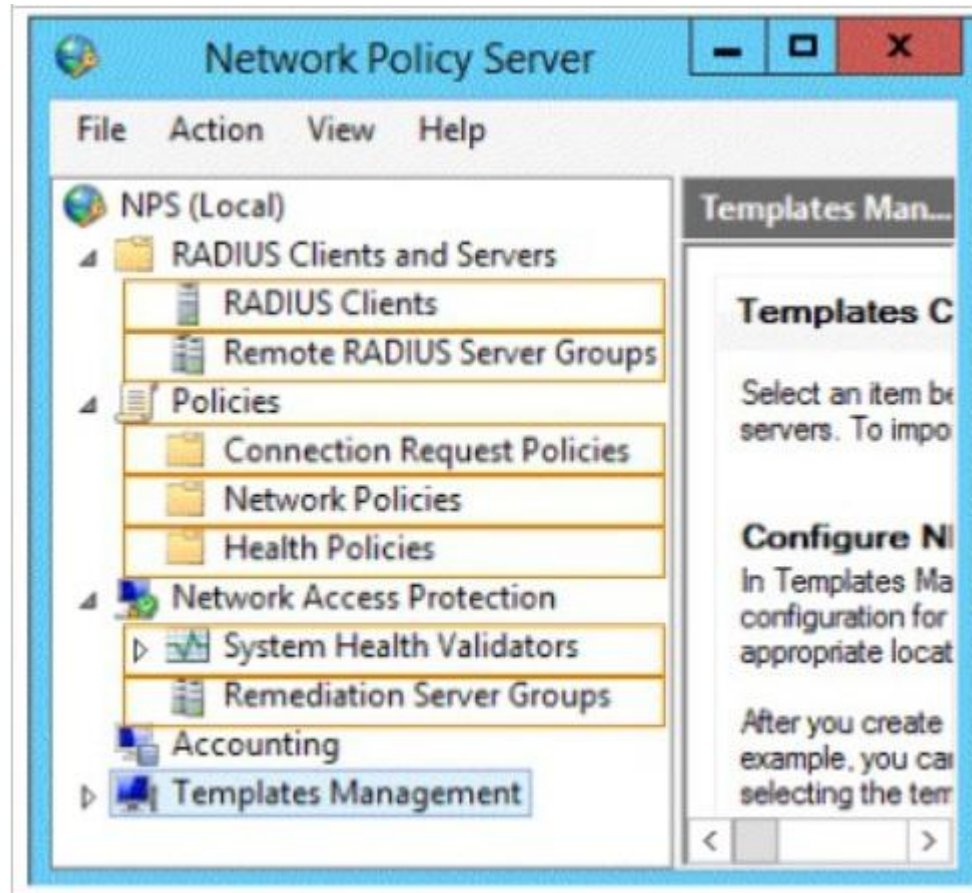 Network Policy Server
File Action View Help
NPS (Local)
RADIUS Clients and Servers
RADIUS Clients
Remote RADIUS Server Groups
Policies
Connection Request Policies
Network Policies
Health Policies
Network Access Protection
System Health Validators
Remediation Server Groups
Accounting
Templates Management
Templates Man...
Templates C
Select an item be
servers. To impo
Configure N
In Templates Ma
configuration for
appropriate locat
After you create
example, you can
selecting the tem